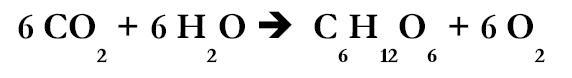 6 CO₂ + 6 H₂O ➔ C₆H₁₂O₆ + 6 O₂